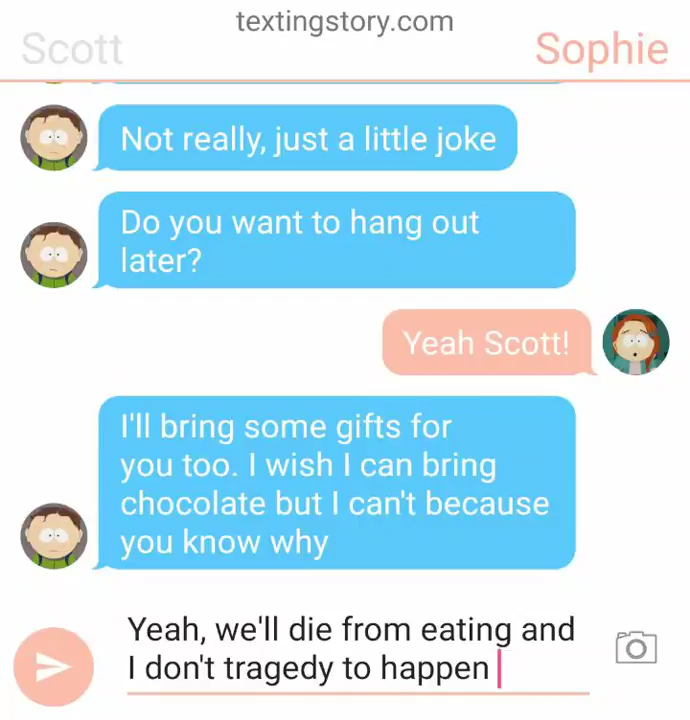 textingstory.com
Scott
Sophie
Not really, just a little joke
Do you want to hang out
later?
Yeah Scott!
I'll bring some gifts for
you too. I wish I can bring
chocolate but I can't because
you know why
Yeah, we'll die from eating and
I don't tragedy to happen